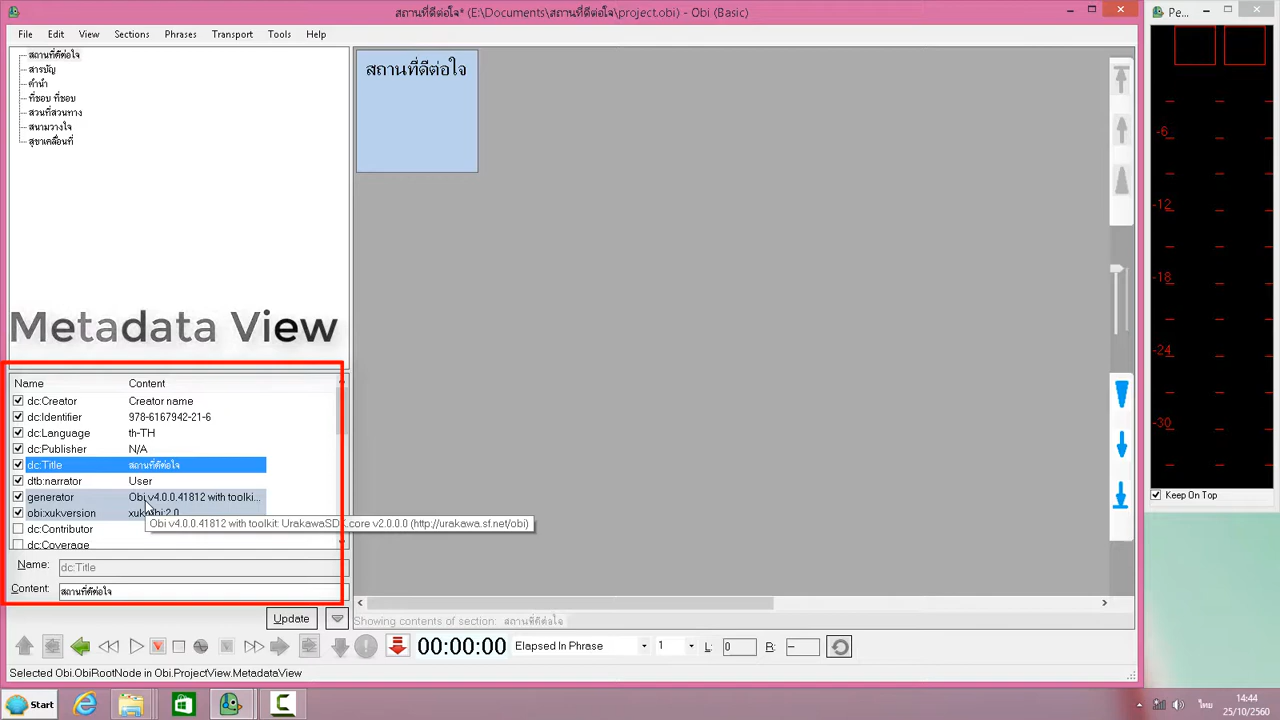 สถานที่ดีต่อใจ* (E:\Documents\สถานที่ดีต่อใจ\project.obi) - Obi (Basic)
Pe...
File Edit View Sections Phrases Transport Tools Help
สถานที่ดีต่อใจ
สารบัญ
คำนำ
ที่ชอบ ที่ชอบ
สวนที่สวนทาง
สนามวางใจ
สุขาเคลื่อนที่
สถานที่ดีต่อใจ
-6
-12
-18
-24
-30
Keep On Top
Metadata View
Name Content
dc:Creator Creator name
dc:Identifier 978-6167942-21-6
dc:Language th-TH
dc:Publisher N/A
dc:Title สถานที่ดีต่อใจ
dtb:narrator User
generator Obi v4.0.0.41812 with toolki...
obi:xukversion
Obi v4.0.0.41812 with toolkit: UrakawaSDK.core v2.0.0.0 (http://urakawa.sf.net/obi)
dc:Contributor
dc:Coverage
Name: dc:Title
Content: สถานที่ดีต่อใจ
Update
Showing contents of section: สถานที่ดีต่อใจ
00:00:00 Elapsed In Phrase 1 L: 0 R: --
Selected Obi.ObiRootNode in Obi.ProjectView.MetadataView
Start
ไทย
14:44
25/10/2560